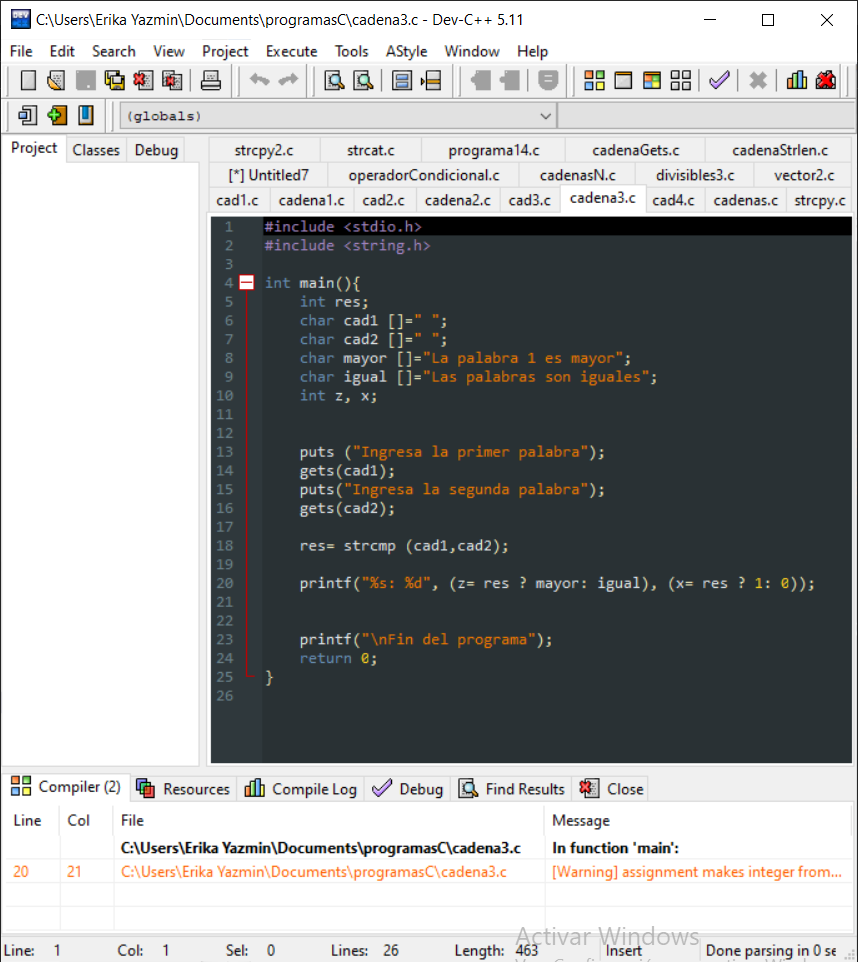 C:\Users\Erika Yazmin\Documents\programasC\cadena3.c - Dev-C++ 5.11
File Edit Search View Project Execute Tools AStyle Window Help
(globals)
Project Classes Debug
strcpy2.c strcat.c programa14.c cadenaGets.c cadenaStrlen.c
[*] Untitled7 operadorCondicional.c cadenasN.c divisibles3.c vector2.c
cad1.c cadena1.c cad2.c cadena2.c cad3.c cadena3.c cad4.c cadenas.c strcpy.c
1 #include <stdio.h>
2 #include <string.h>
3
4 int main(){
5 int res;
6 char cad1 []=" ";
7 char cad2 []=" ";
8 char mayor []="La palabra 1 es mayor";
9 char igual []="Las palabras son iguales";
10 int z, x;
11
12
13 puts ("Ingresa la primer palabra");
14 gets(cad1);
15 puts("Ingresa la segunda palabra");
16 gets(cad2);
17
18 res= strcmp (cad1,cad2);
19
20 printf("%s: %d", (z= res ? mayor: igual), (x= res ? 1: 0));
21
22
23 printf("\nFin del programa");
24 return 0;
25 }
26
Compiler (2) Resources Compile Log Debug Find Results Close
Line Col File Message
C:\Users\Erika Yazmin\Documents\programasC\cadena3.c In function 'main':
20 21 C:\Users\Erika Yazmin\Documents\programasC\cadena3.c [Warning] assignment makes integer from...
Activar Windows
Line: 1 Col: 1 Sel: 0 Lines: 26 Length: 463 Insert Done parsing in 0 se